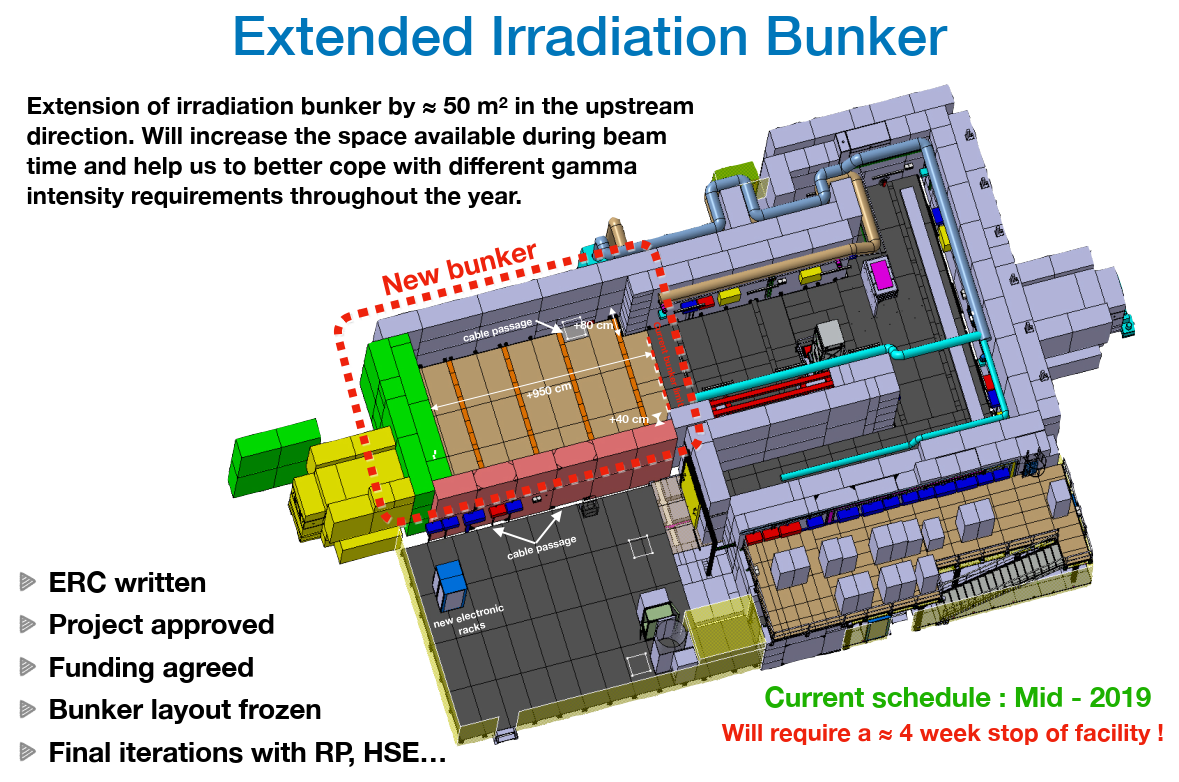 Extended Irradiation Bunker
Extension of irradiation bunker by ≈ 50 m² in the upstream
direction. Will increase the space available during beam
time and help us to better cope with different gamma
intensity requirements throughout the year.
New bunker
cable passage
+80 cm
+950 cm
+40 cm
cable passage
new electronic
racks
ERC written
Project approved
Funding agreed
Bunker layout frozen
Final iterations with RP, HSE…
Current schedule : Mid - 2019
Will require a ≈ 4 week stop of facility !